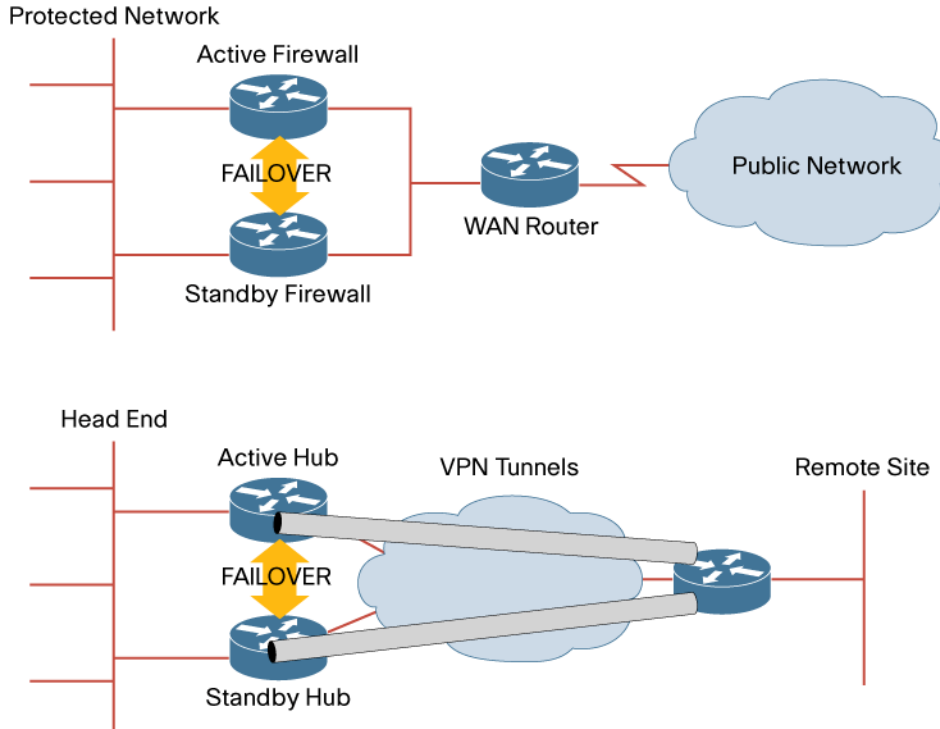 Protected Network
Active Firewall
FAILOVER
Public Network
WAN Router
Standby Firewall
Head End
Active Hub
VPN Tunnels
Remote Site
FAILOVER
Standby Hub